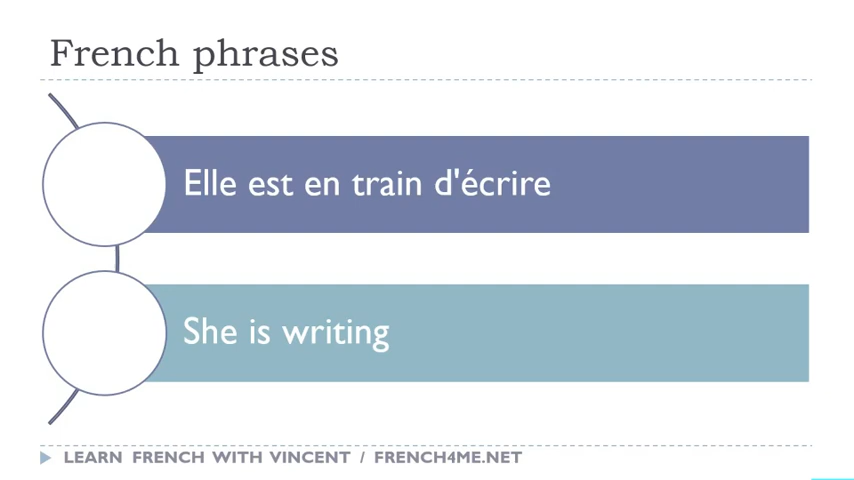 French phrases
Elle est en train d'écrire
She is writing
LEARN FRENCH WITH VINCENT / FRENCH4ME.NET